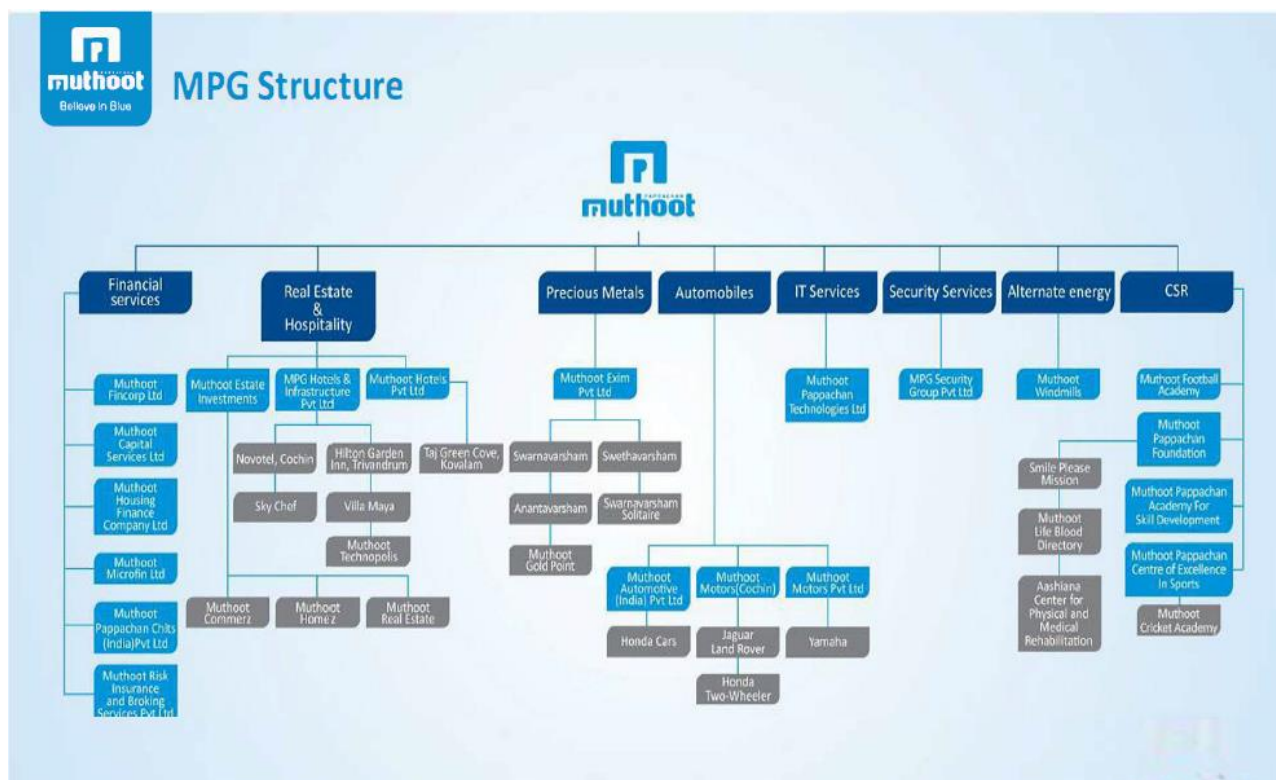 PAPPACHAN
muthoot
Believe in Blue
MPG Structure
PAPPACHAN
muthoot
Financial
services
Real Estate
&
Hospitality
Precious Metals
Automobiles
IT Services
Security Services
Alternate energy
CSR
Muthoot
Fincorp Ltd
Muthoot
Capital
Services Ltd
Muthoot
Housing
Finance
Company Ltd
Muthoot
Microfin Ltd
Muthoot
Pappachan Chits
(India)Pvt Ltd
Muthoot Risk
Insurance
and Broking
Services Pvt Ltd
Muthoot Estate
Investments
MPG Hotels &
Infrastructure
Pvt Ltd
Muthoot Hotels
Pvt Ltd
Novotel, Cochin
Hilton Garden
Inn, Trivandrum
Taj Green Cove,
Kovalam
Sky Chef
Villa Maya
Muthoot
Technopolis
Muthoot
Commerz
Muthoot
Homez
Muthoot
Real Estate
Muthoot Exim
Pvt Ltd
Swarnavarsham
Swethavarsham
Anantavarsham
Swarnavarsham
Solitaire
Muthoot
Gold Point
Muthoot
Automotive
(India) Pvt Ltd
Muthoot
Motors(Cochin)
Muthoot
Motors Pvt Ltd
Honda Cars
Jaguar
Land Rover
Yamaha
Honda
Two-Wheeler
Muthoot
Pappachan
Technologies Ltd
MPG Security
Group Pvt Ltd
Muthoot
Windmills
Muthoot Football
Academy
Muthoot
Pappachan
Foundation
Smile Please
Mission
Muthoot
Life Blood
Directory
Aashiana
Center for
Physical and
Medical
Rehabilitation
Muthoot Pappachan
Academy For
Skill Development
Muthoot Pappachan
Centre of Excellence
In Sports
Muthoot
Cricket Academy